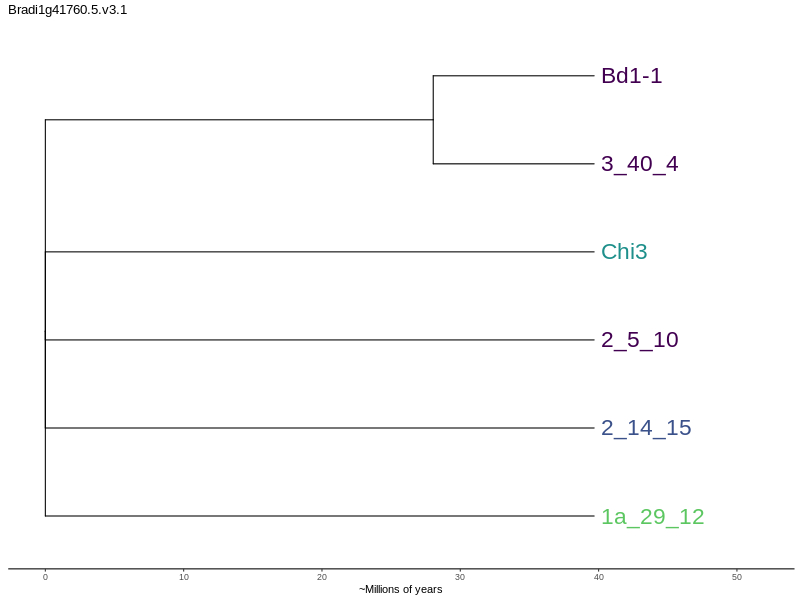 Bradi1g41760.5.v3.1
Bd1-1
3_40_4
Chi3
2_5_10
2_14_15
1a_29_12
0 10 20 30 40 50
~Millions of years